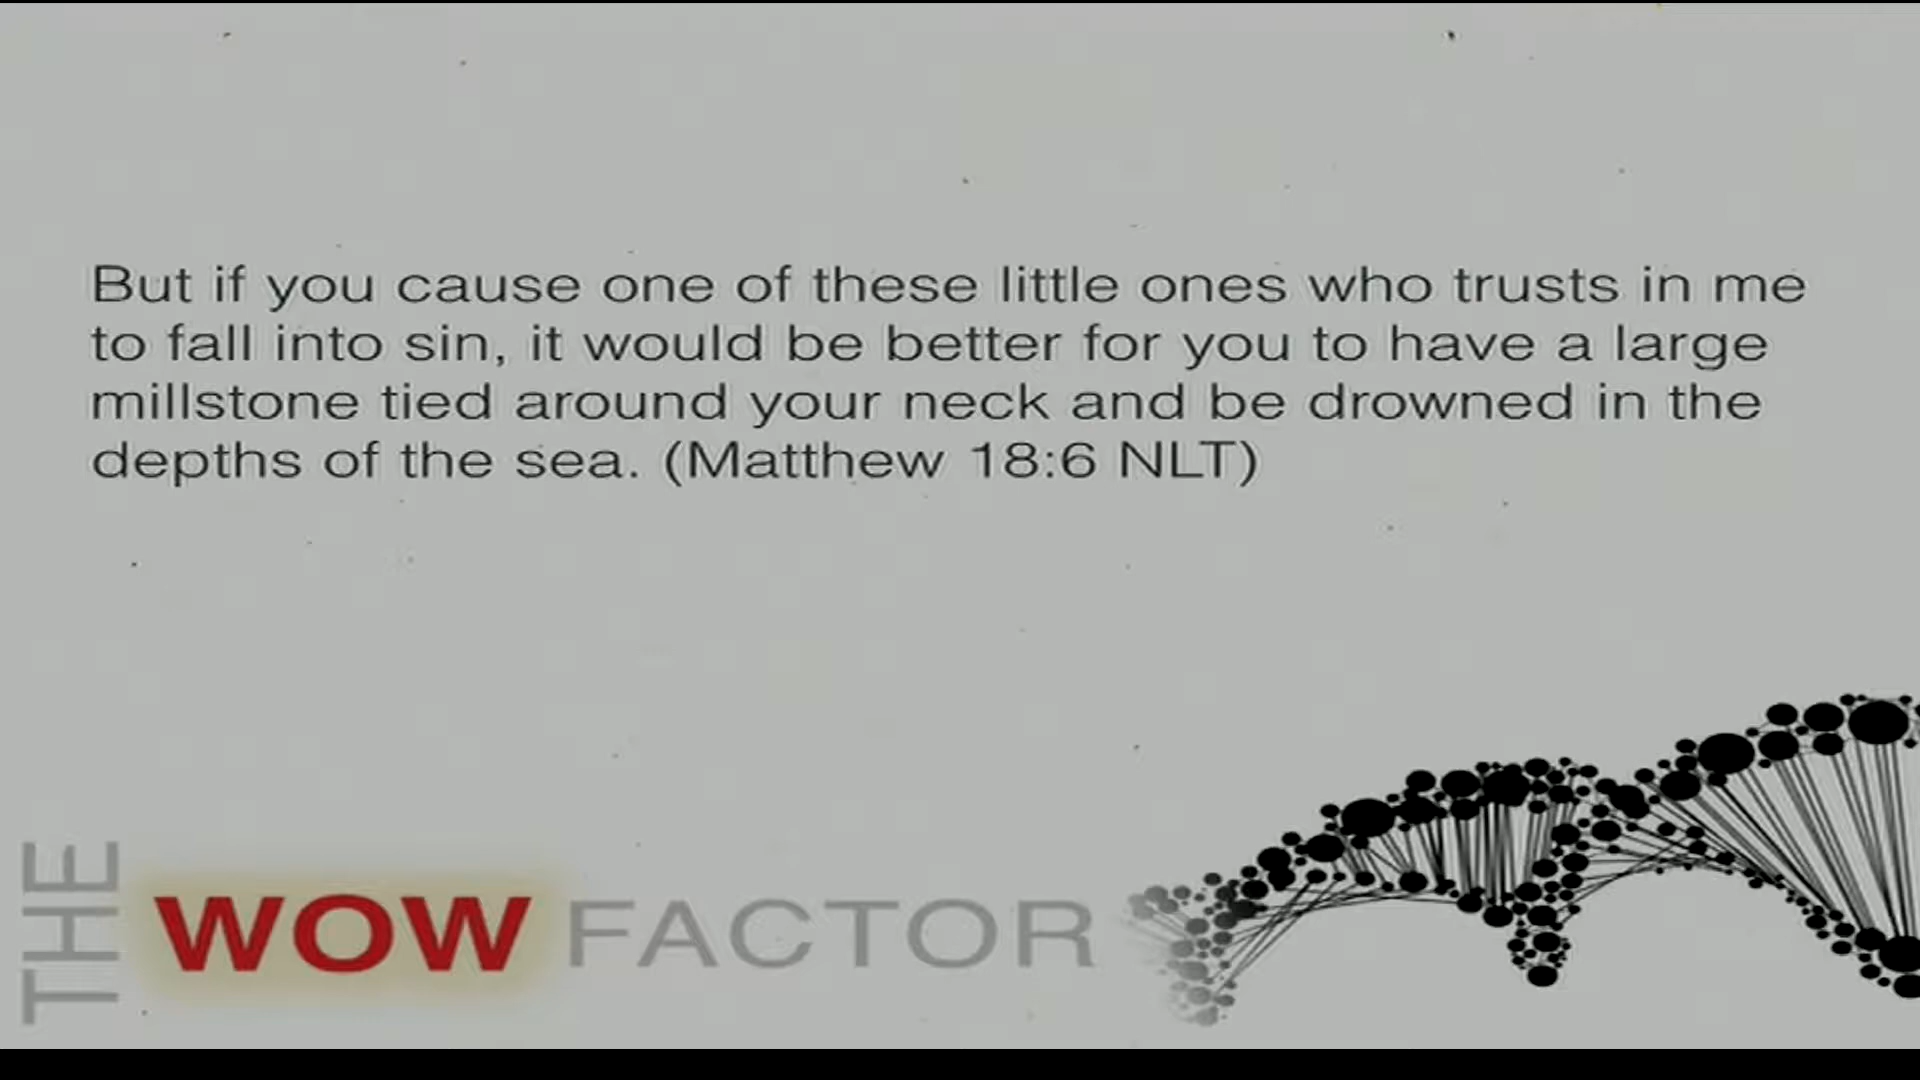 But if you cause one of these little ones who trusts in me
to fall into sin, it would be better for you to have a large
millstone tied around your neck and be drowned in the
depths of the sea. (Matthew 18:6 NLT)
THE WOW FACTOR